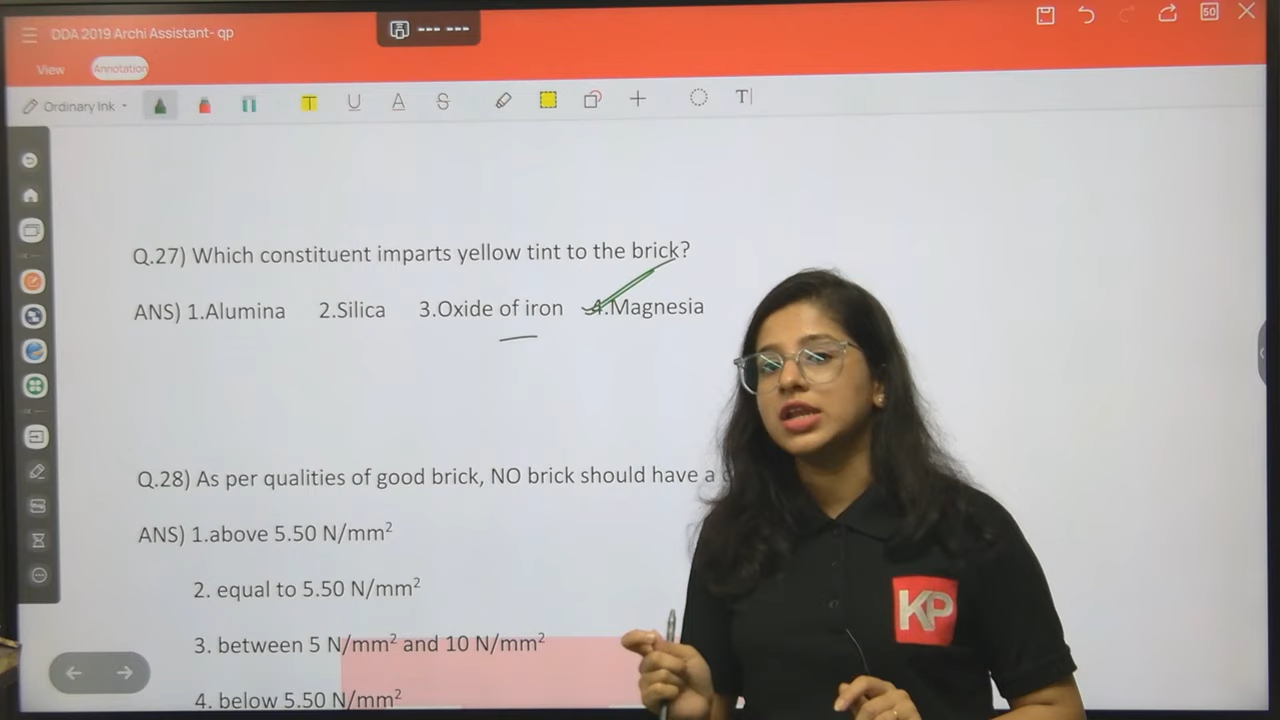 DDA 2019 Archi Assistant- qp
50
View
Annotation
Ordinary Ink
T U A S T
Q.27) Which constituent imparts yellow tint to the brick?
ANS) 1.Alumina 2.Silica 3.Oxide of iron 4.Magnesia
Q.28) As per qualities of good brick, NO brick should have a
ANS) 1.above 5.50 N/mm²
2. equal to 5.50 N/mm²
3. between 5 N/mm² and 10 N/mm²
4. below 5.50 N/mm²
KP